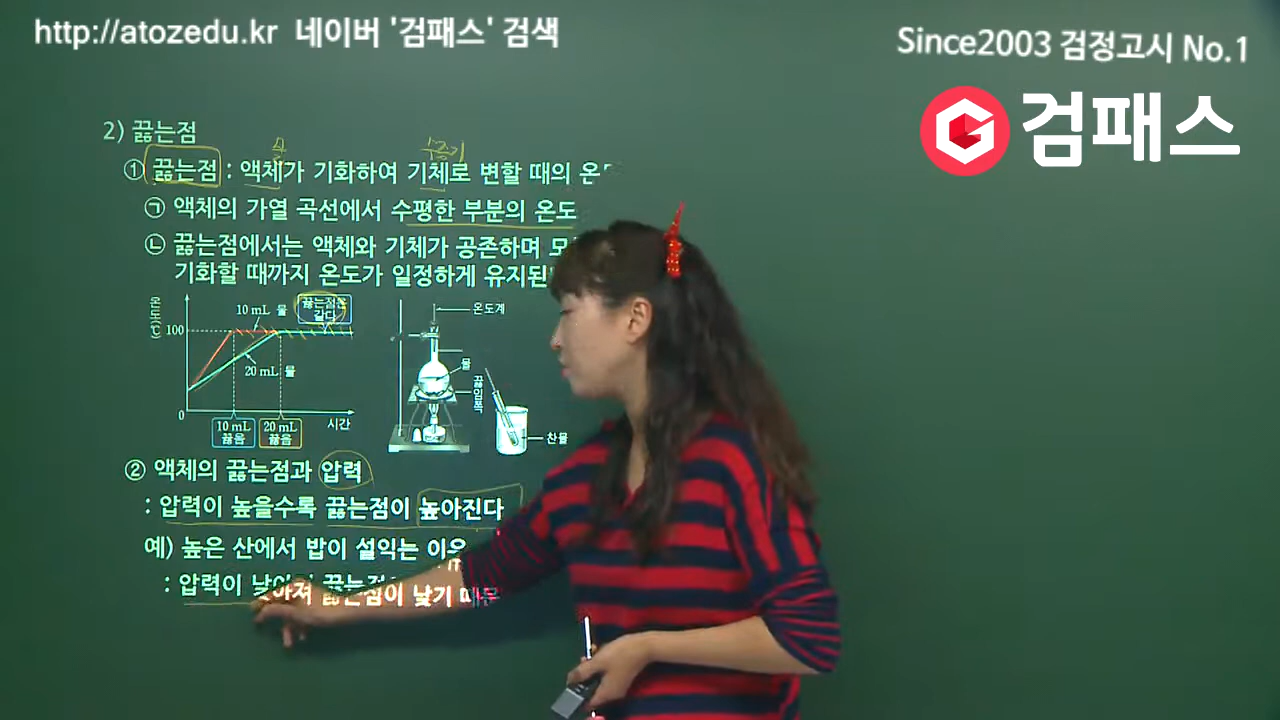 http://atozedu.kr 네이버 '검패스' 검색
Since2003 검정고시 No.1
검패스
2) 끓는점
① 끓는점 : 액체가 기화하여 기체로 변할 때의 온
㉠ 액체의 가열 곡선에서 수평한 부분의 온도
㉡ 끓는점에서는 액체와 기체가 공존하며 모
기화할 때까지 온도가 일정하게 유지된
온도(℃)
100
0
10 mL 물
끓는점은
같다
20 mL 물
10 mL
끓음
20 mL
끓음
시간
온도계
물
끓임쪽
찬물
② 액체의 끓는점과 압력
: 압력이 높을수록 끓는점이 높아진다
예) 높은 산에서 밥이 설익는 이유
: 압력이 낮아져 끓는점이 낮기 때문